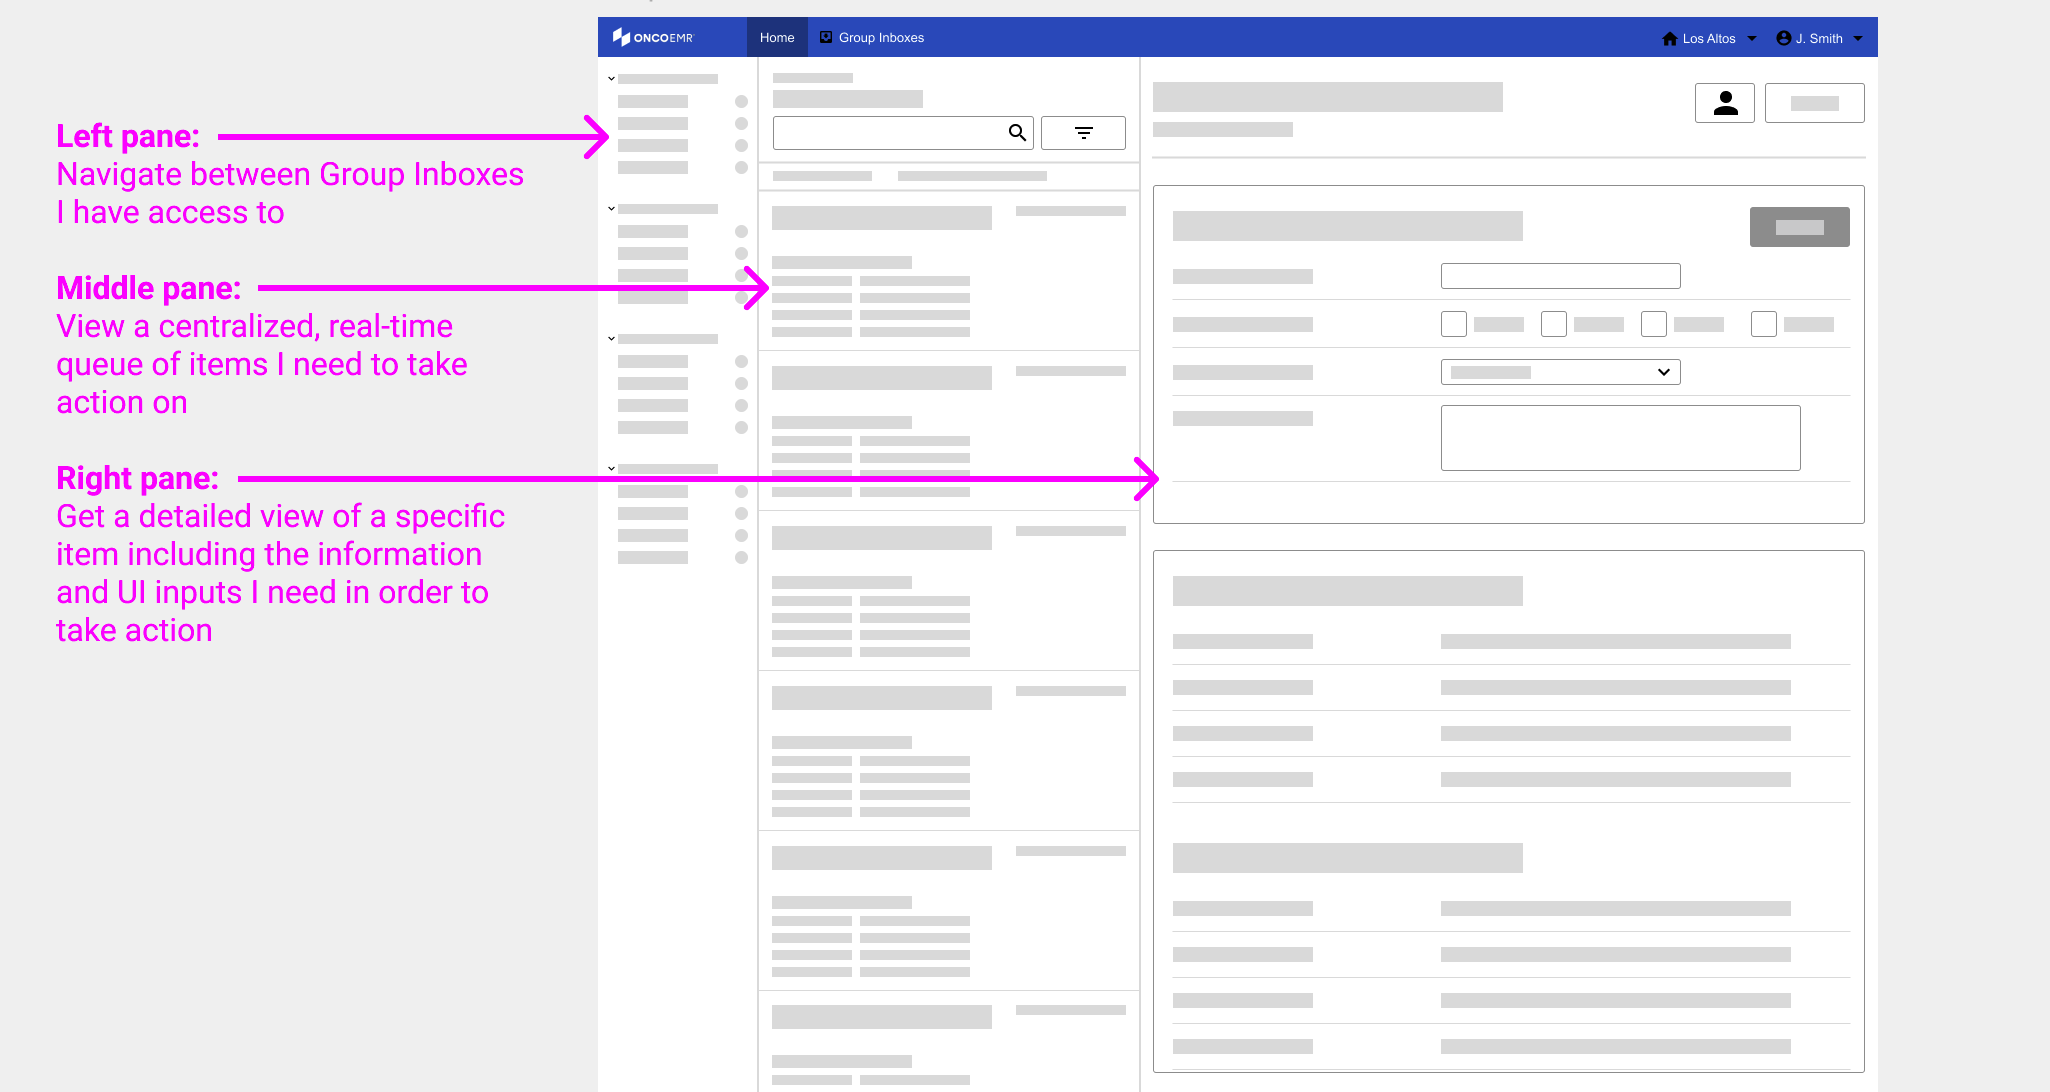 ONCOEMR
Home
Group Inboxes
Los Altos
J. Smith
Left pane:
Navigate between Group Inboxes
I have access to
Middle pane:
View a centralized, real-time
queue of items I need to take
action on
Right pane:
Get a detailed view of a specific
item including the information
and UI inputs I need in order to
take action